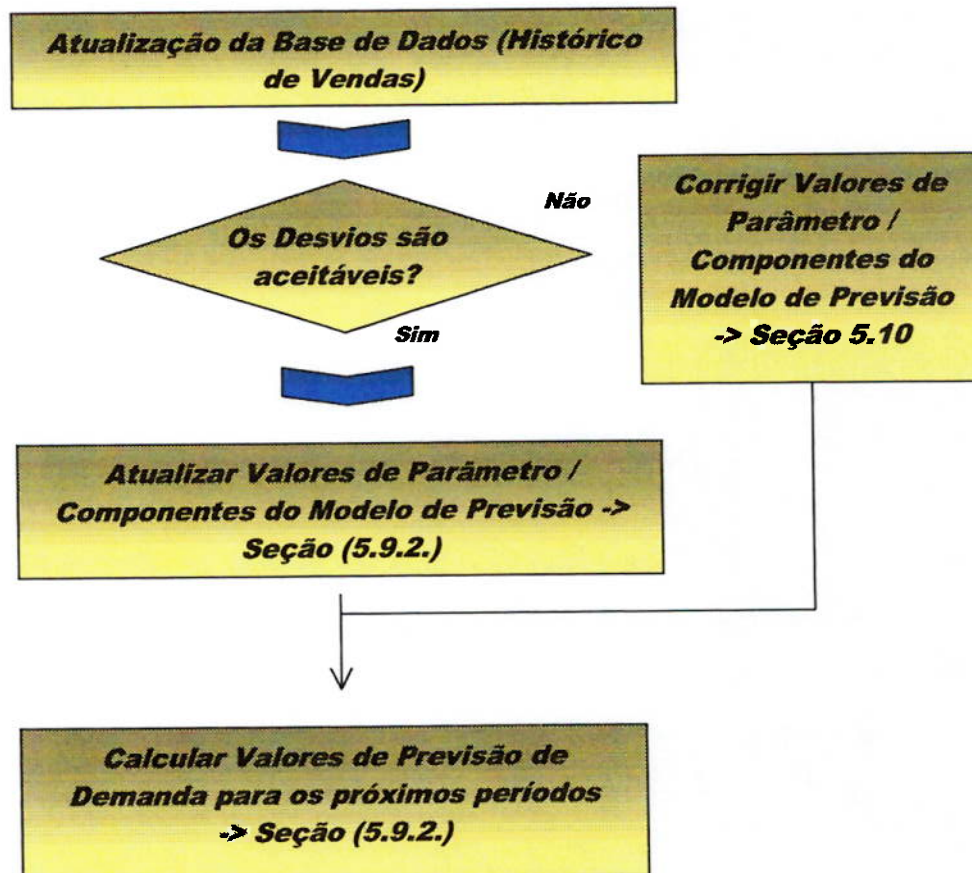 Atualização da Base de Dados (Histórico
de Vendas)
Não
Os Desvios são
aceitáveis?
Sim
Corrigir Valores de
Parâmetro /
Componentes do
Modelo de Previsão
-> Seção 5.10
Atualizar Valores de Parâmetro /
Componentes do Modelo de Previsão ->
Seção (5.9.2.)
Calcular Valores de Previsão de
Demanda para os próximos períodos
-> Seção (5.9.2.)